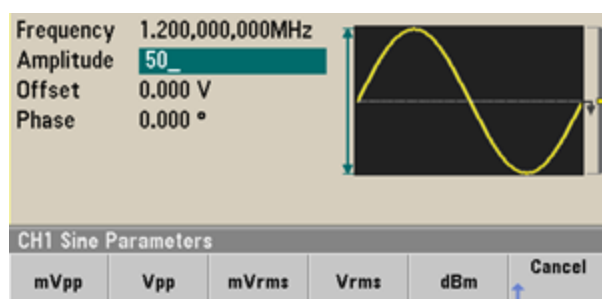 Frequency 1.200,000,000MHz
Amplitude 50_
Offset 0.000 V
Phase 0.000 °
CH1 Sine Parameters
mVpp Vpp mVrms Vrms dBm Cancel